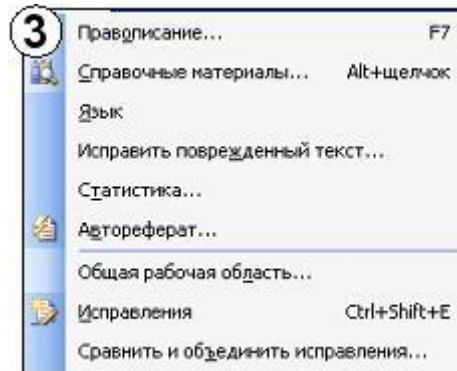 3
Правописание... F7
Справочные материалы... Alt+щелчок
Язык
Исправить поврежденный текст...
Статистика...
Автореферат...
Общая рабочая область...
Исправления Ctrl+Shift+E
Сравнить и объединить исправления...